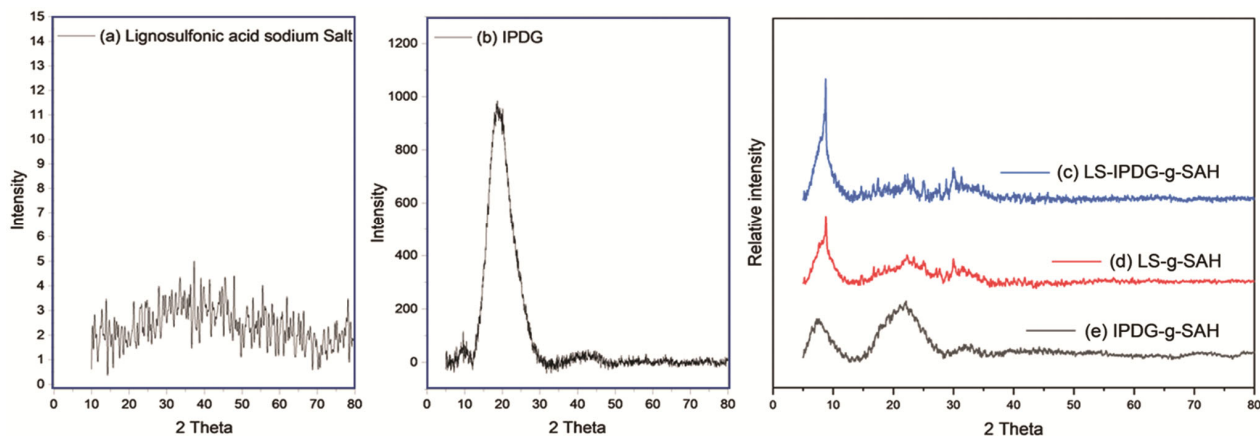 (a) Lignosulfonic acid sodium Salt
15
14
13
12
11
10
9
8
7
6
5
4
3
2
1
0
Intensity
0 10 20 30 40 50 60 70 80
2 Theta
(b) IPDG
1200
1000
800
600
400
200
0
Intensity
0 10 20 30 40 50 60 70 80
2 Theta
Relative intensity
(c) LS-IPDG-g-SAH
(d) LS-g-SAH
(e) IPDG-g-SAH
0 10 20 30 40 50 60 70 80
2 Theta